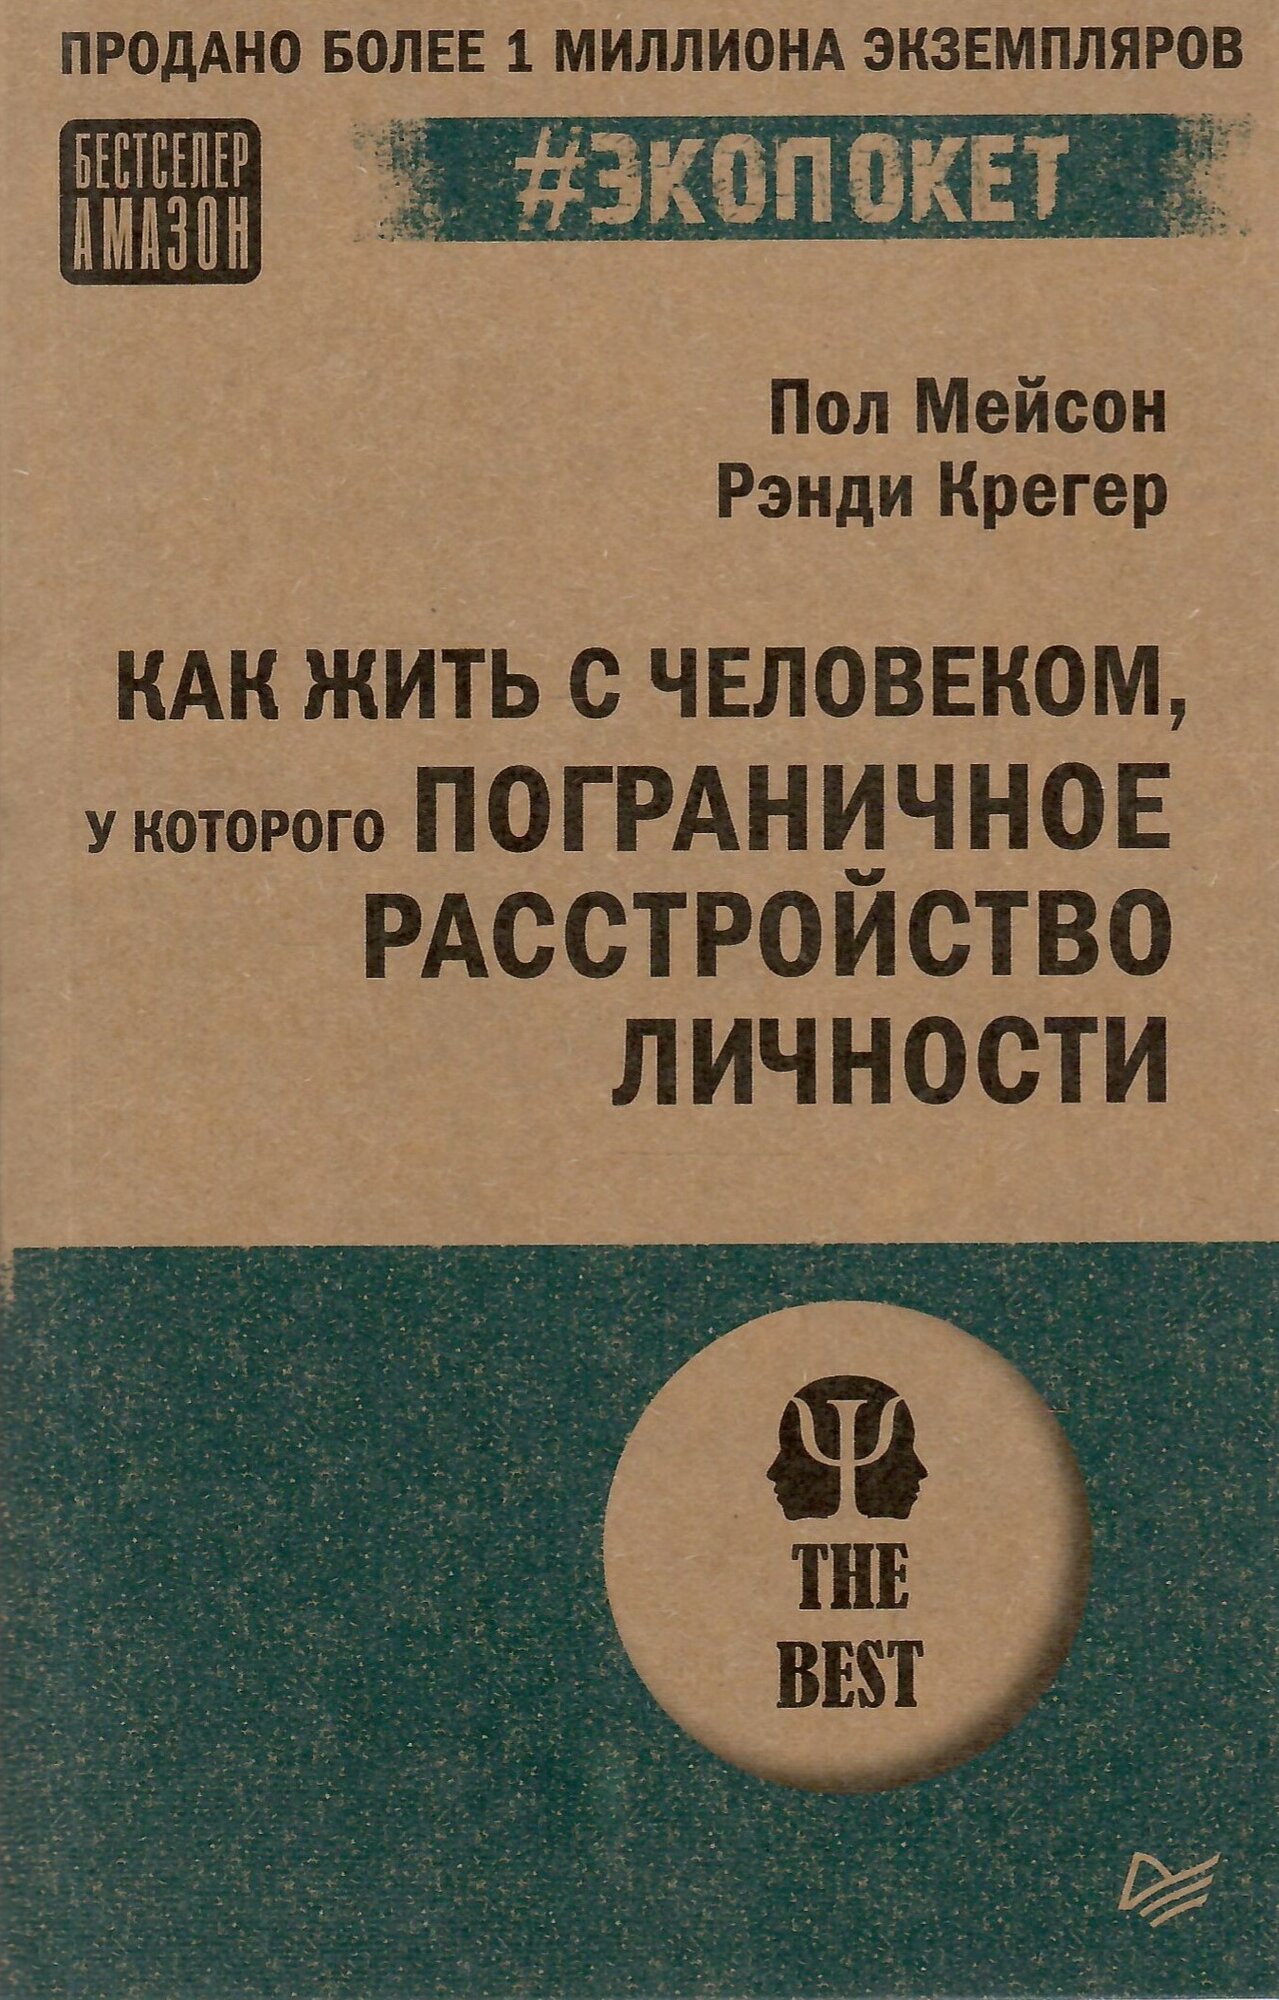 ПРОДАНО БОЛЕЕ 1 МИЛЛИОНА ЭКЗЕМПЛЯРОВ
БЕСТСЕЛЕР
АМАЗОН
#ЭКОПОКЕТ
Пол Мейсон
Рэнди Крегер
КАК ЖИТЬ С ЧЕЛОВЕКОМ,
У КОТОРОГО ПОГРАНИЧНОЕ
РАССТРОЙСТВО
ЛИЧНОСТИ
THE
BEST